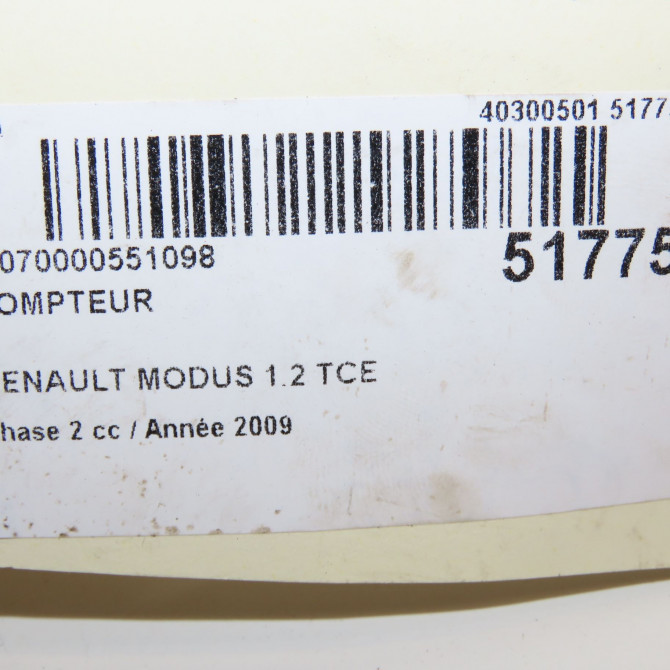 40300501 5177
070000551098
51775
OMPTEUR
ENAULT MODUS 1.2 TCE
hase 2 cc / Année 2009